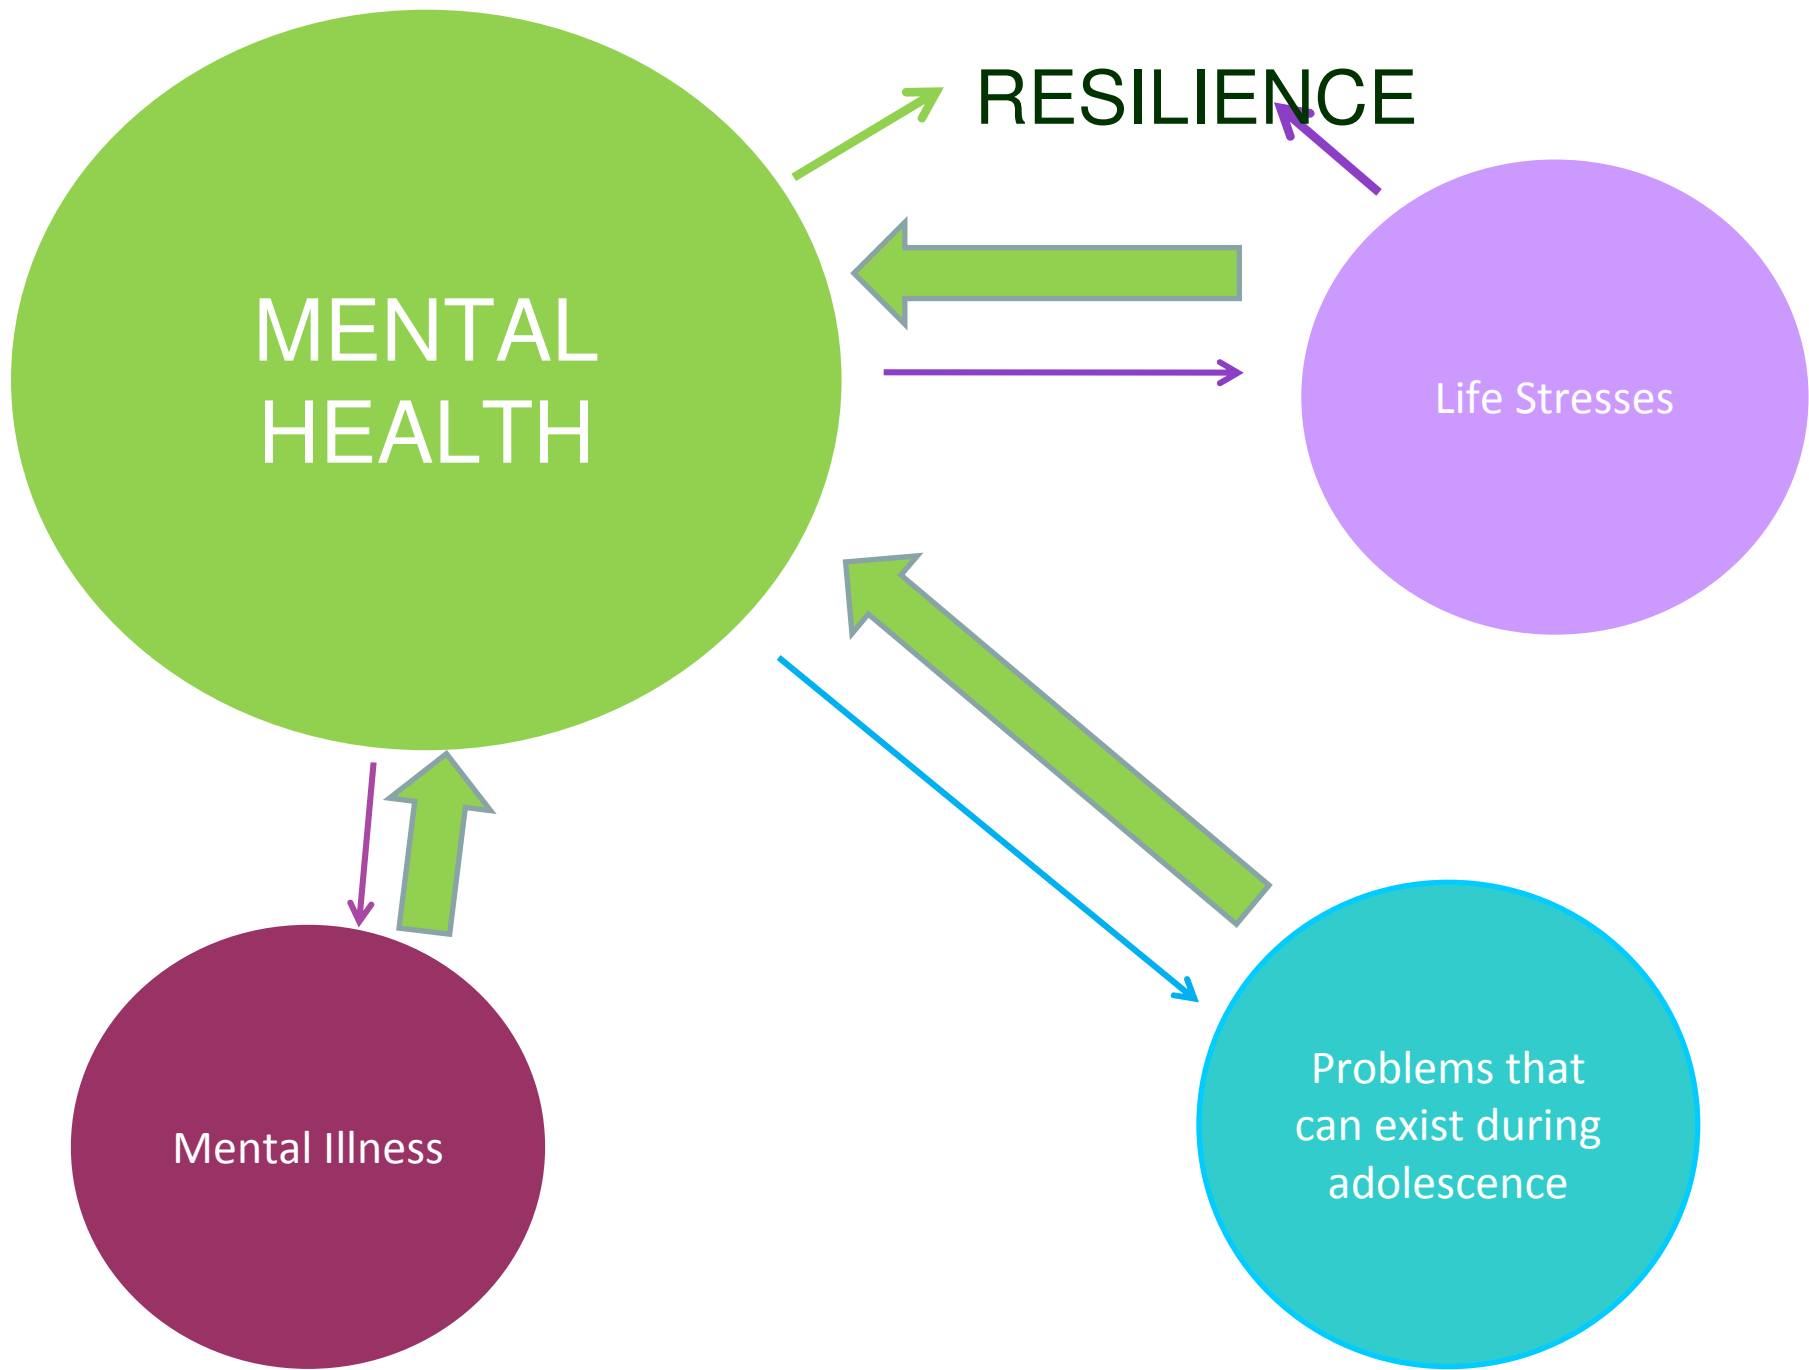 RESILIENCE
MENTAL
HEALTH
Life Stresses
Mental Illness
Problems that
can exist during
adolescence